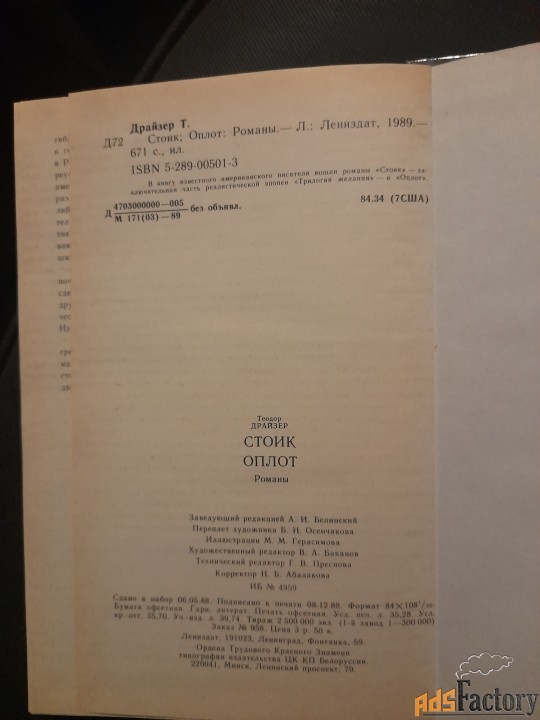 Драйзер Т.
Д72 Стоик; Оплот: Романы.— Л.: Лениздат, 1989.—
671 с., ил.
ISBN 5-289-00501-3
В книгу известного американского писателя вошли романы «Стоик» — за-
ключительная часть реалистической эпопеи «Трилогия желания» — и «Оплот».
Д 4703000000—005
М 171(03)—89 без объявл.
84.34 (7США)
Теодор
ДРАЙЗЕР
СТОИК
ОПЛОТ
Романы
Заведующий редакцией А. И. Белинский
Переплет художника Б. Н. Осенчакова
Иллюстрации М. М. Герасимова
Художественный редактор В. А. Баканов
Технический редактор Г. В. Преснова
Корректор Н. Б. Абалакова
ИБ № 4959
Сдано в набор 06.05.88. Подписано к печати 08.12.88. Формат 84×108¹/₃₂.
Бумага офсетная. Гарн. литерат. Печать офсетная. Усл. печ. л. 35,28. Усл.
кр.-отт. 35,70. Уч.-изд. л. 39,74. Тираж 2 500 000 экз. (1-й завод 1—300 000)
Заказ № 958. Цена 3 р. 50 к.
Лениздат, 191023, Ленинград, Фонтанка, 59.
Ордена Трудового Красного Знамени
типография издательства ЦК КП Белоруссии.
220041, Минск, Ленинский проспект, 79.
AdsFactory